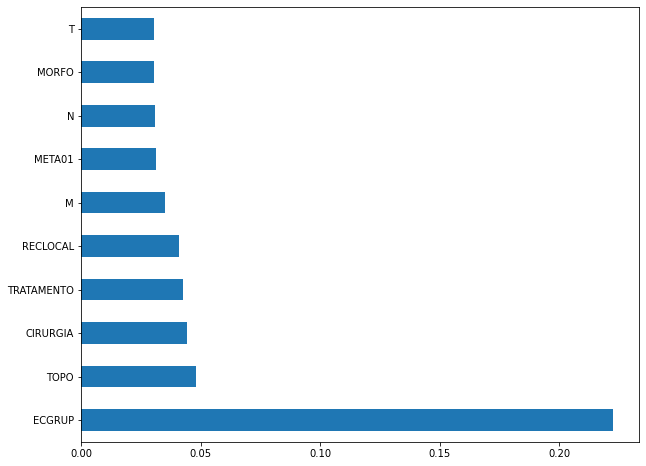 T
MORFO
N
META01
M
RECLOCAL
TRATAMENTO
CIRURGIA
TOPO
ECGRUP
0.00 0.05 0.10 0.15 0.20